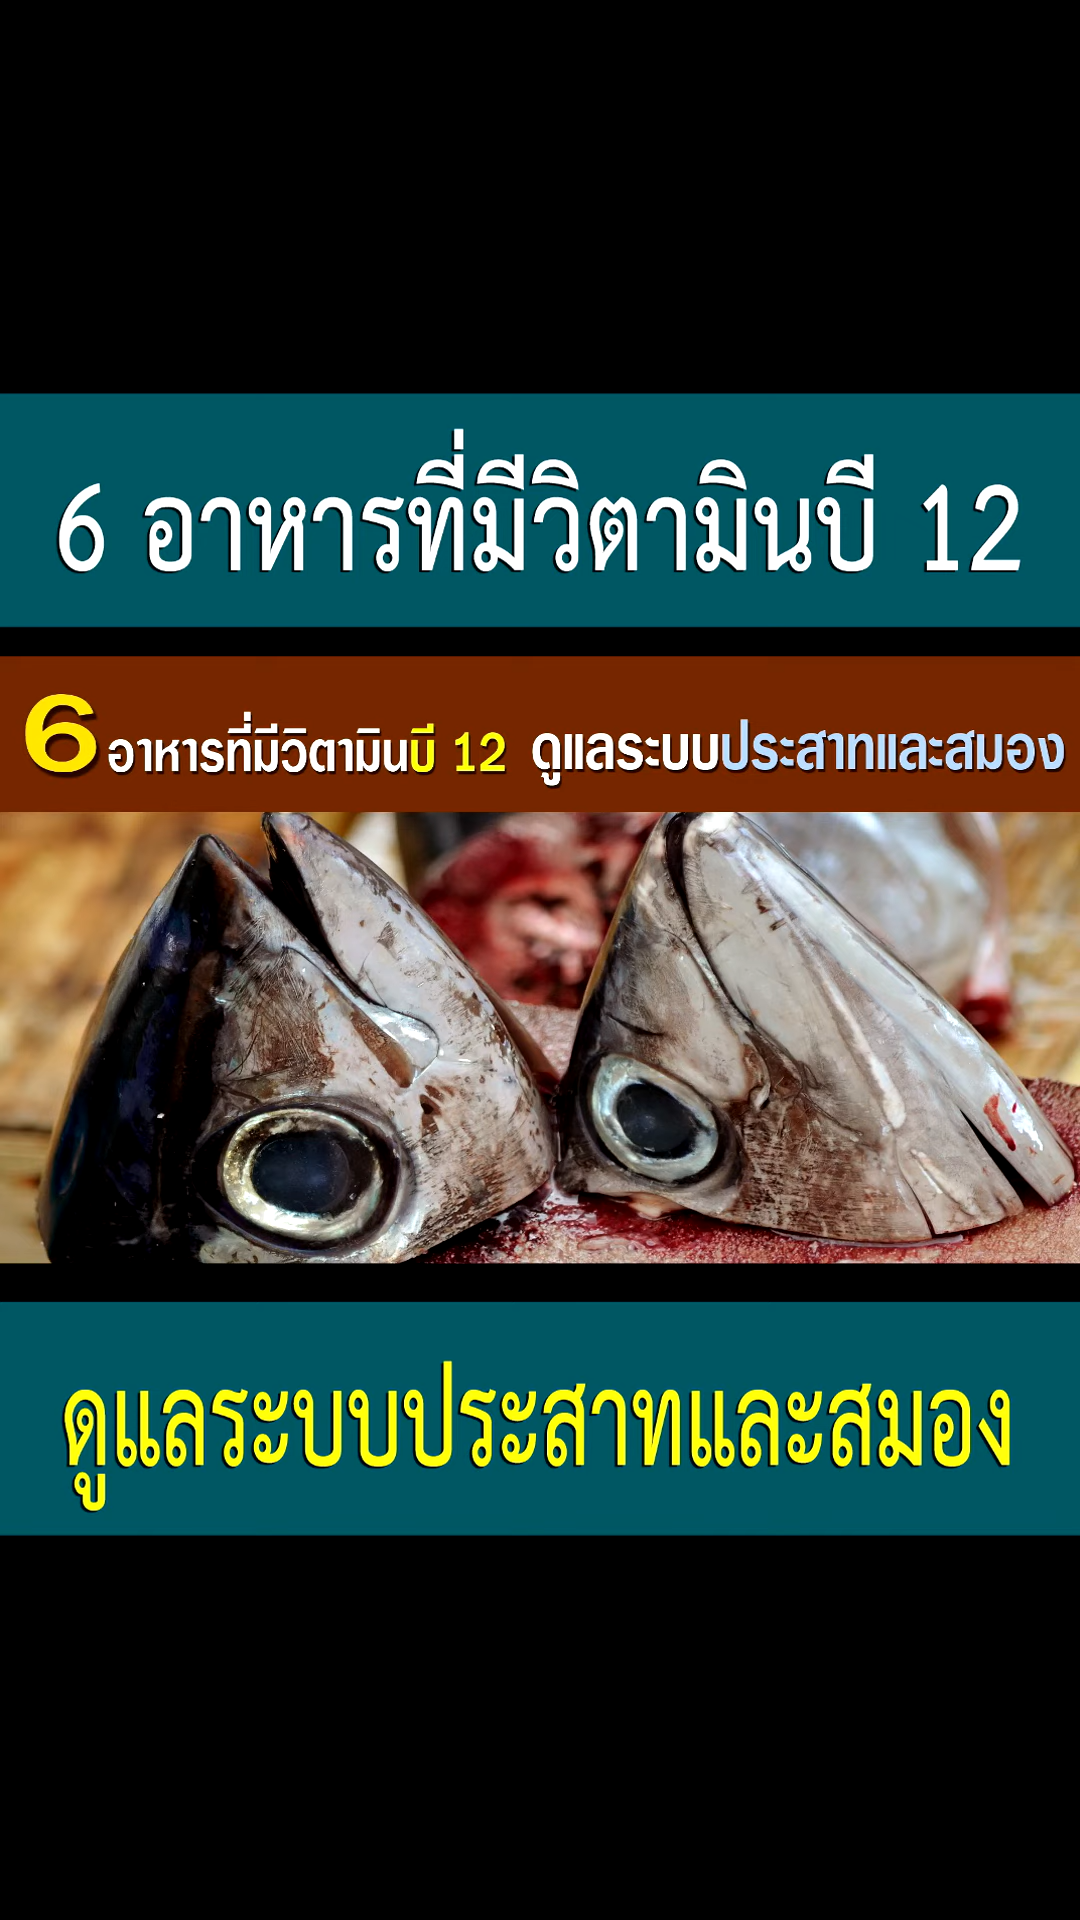 6 อาหารที่มีวิตามินบี 12
6 อาหารที่มีวิตามินบี 12 ดูแลระบบประสาทและสมอง
ดูแลระบบประสาทและสมอง